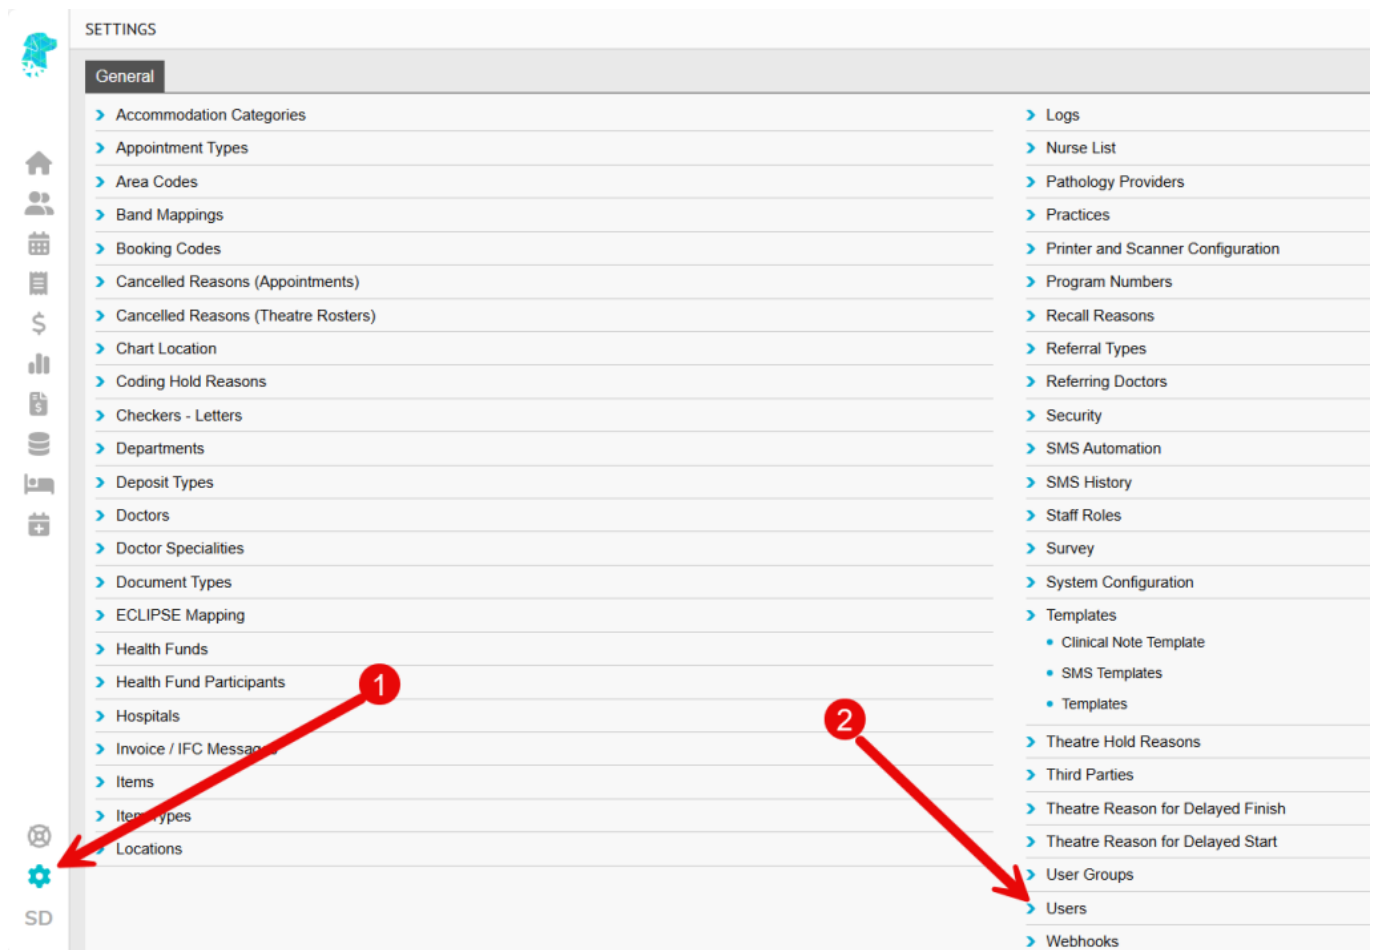 SETTINGS
General
Accommodation Categories
Appointment Types
Area Codes
Band Mappings
Booking Codes
Cancelled Reasons (Appointments)
Cancelled Reasons (Theatre Rosters)
Chart Location
Coding Hold Reasons
Checkers - Letters
Departments
Deposit Types
Doctors
Doctor Specialities
Document Types
ECLIPSE Mapping
Health Funds
Health Fund Participants
1
Hospitals
Invoice / IFC Messages
Items
Item Types
Locations
Logs
Nurse List
Pathology Providers
Practices
Printer and Scanner Configuration
Program Numbers
Recall Reasons
Referral Types
Referring Doctors
Security
SMS Automation
SMS History
Staff Roles
Survey
System Configuration
Templates
Clinical Note Template
SMS Templates
Templates
2
Theatre Hold Reasons
Third Parties
Theatre Reason for Delayed Finish
Theatre Reason for Delayed Start
User Groups
Users
Webhooks
SD